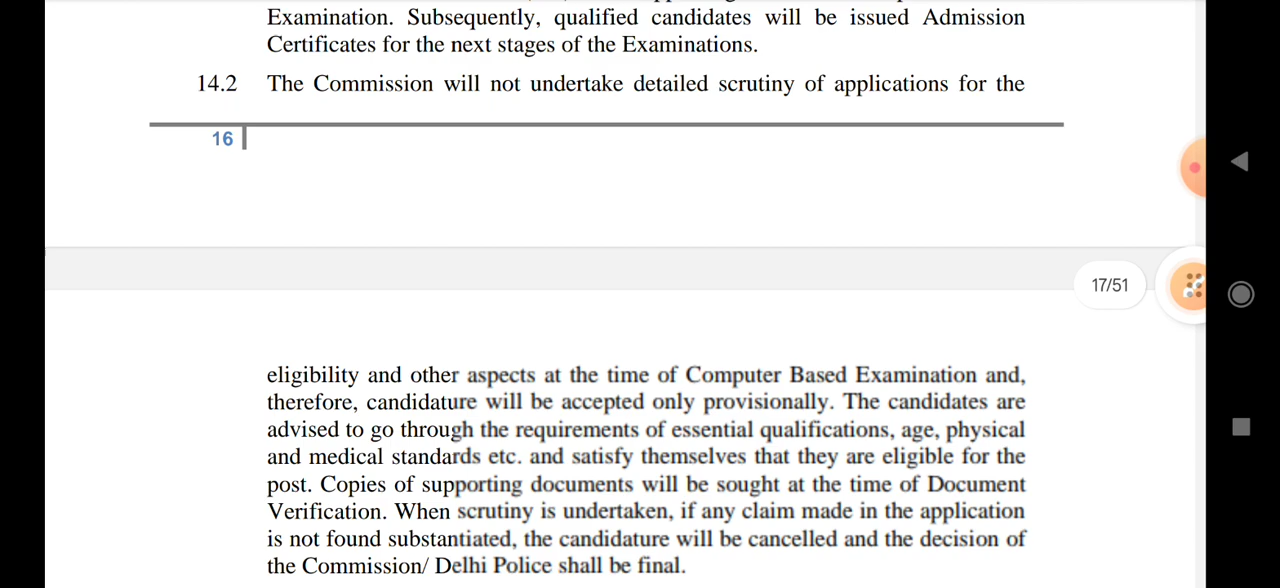 Examination. Subsequently, qualified candidates will be issued Admission
Certificates for the next stages of the Examinations.
14.2 The Commission will not undertake detailed scrutiny of applications for the
16
17/51
eligibility and other aspects at the time of Computer Based Examination and,
therefore, candidature will be accepted only provisionally. The candidates are
advised to go through the requirements of essential qualifications, age, physical
and medical standards etc. and satisfy themselves that they are eligible for the
post. Copies of supporting documents will be sought at the time of Document
Verification. When scrutiny is undertaken, if any claim made in the application
is not found substantiated, the candidature will be cancelled and the decision of
the Commission/ Delhi Police shall be final.